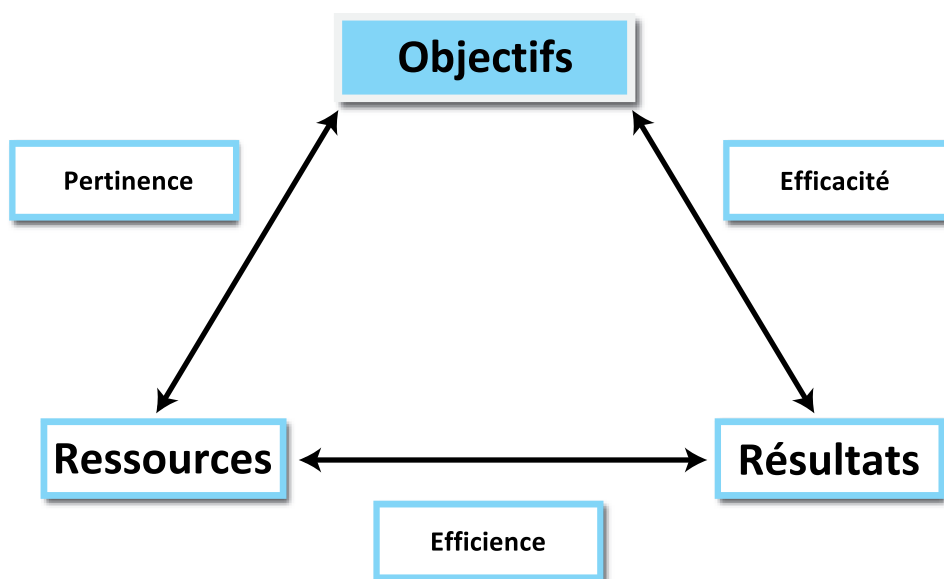 Objectifs
Pertinence
Efficacité
Ressources
Résultats
Efficience